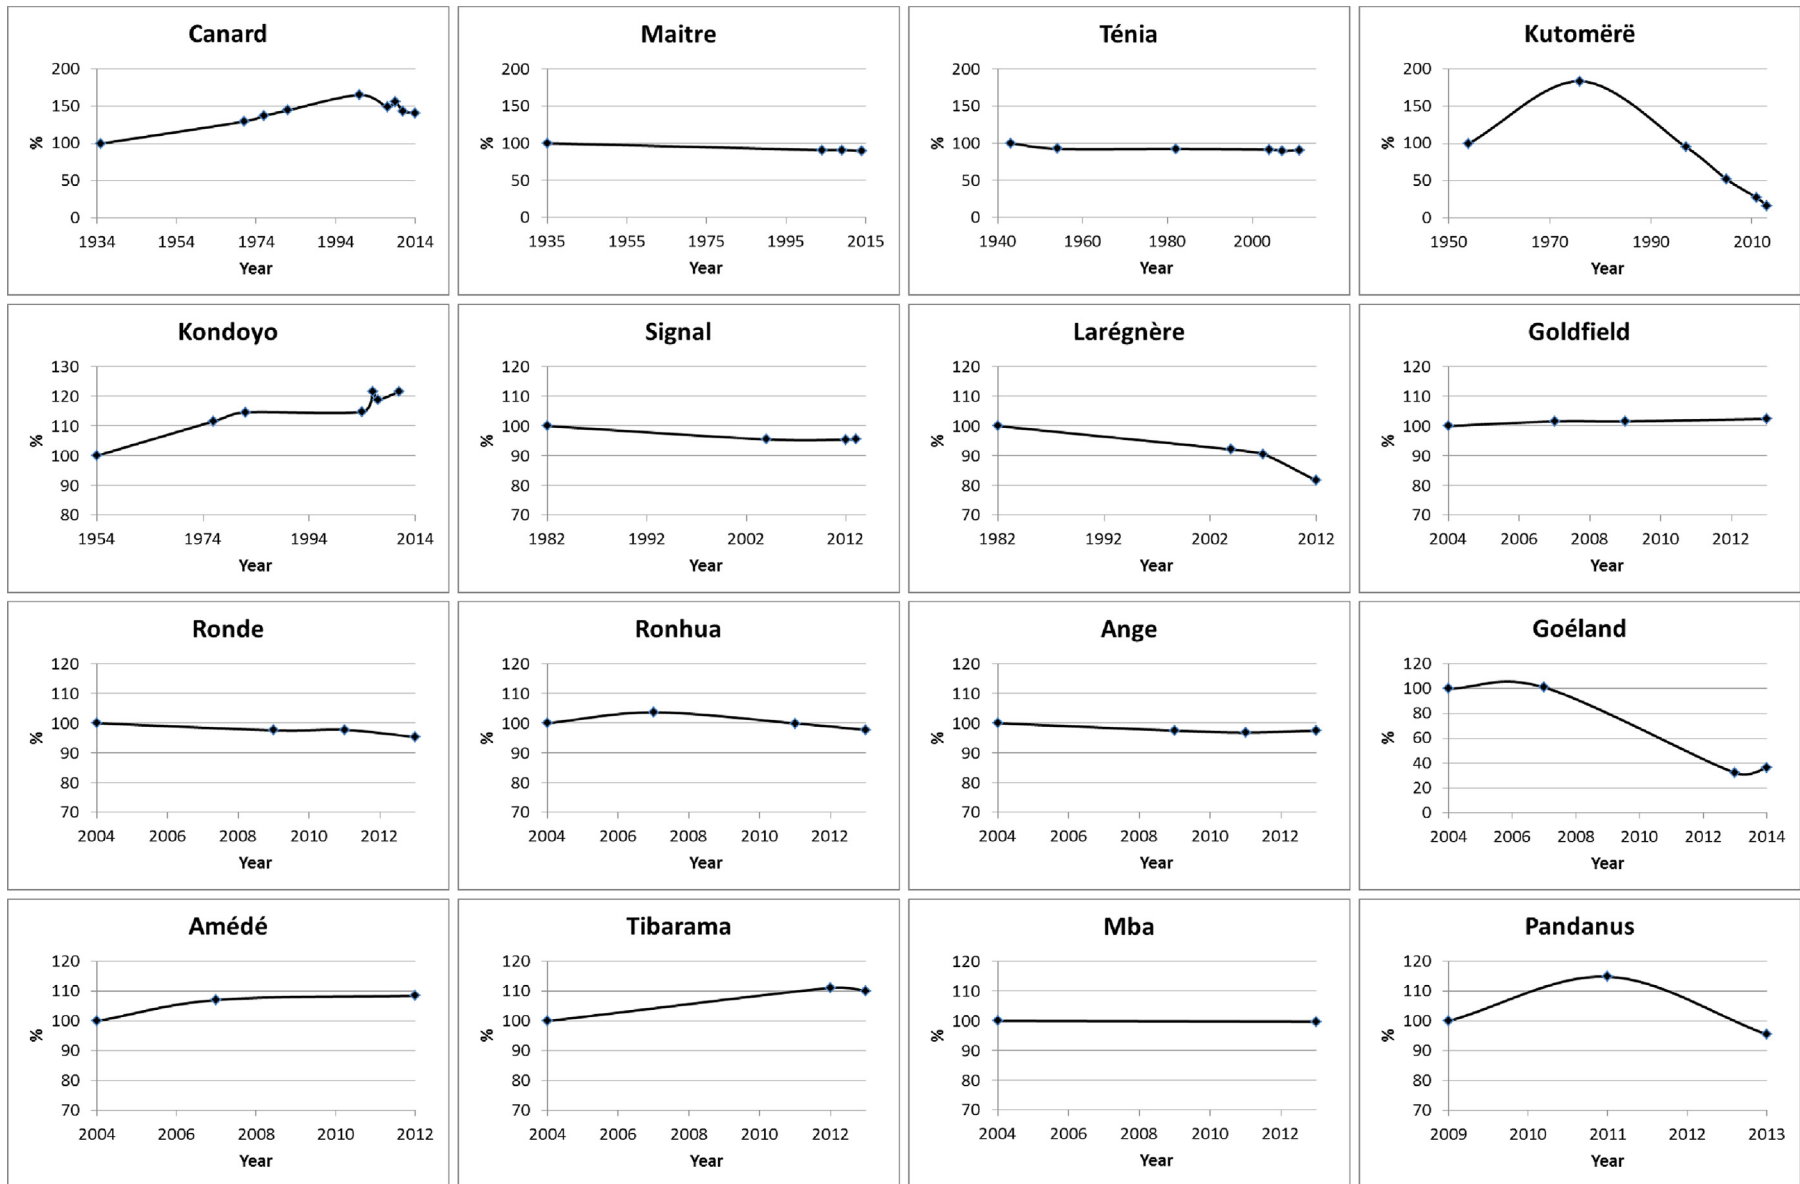 Canard
200
150
100
50
0
%
1934 1954 1974 1994 2014
Year
Maitre
200
150
100
50
0
%
1935 1955 1975 1995 2015
Year
Ténia
200
150
100
50
0
%
1940 1960 1980 2000
Year
Kutomërë
200
150
100
50
0
%
1950 1970 1990 2010
Year
Kondoyo
130
120
110
100
90
80
%
1954 1974 1994 2014
Year
Signal
120
110
100
90
80
70
%
1982 1992 2002 2012
Year
Larégnère
120
110
100
90
80
70
%
1982 1992 2002 2012
Year
Goldfield
120
110
100
90
80
70
%
2004 2006 2008 2010 2012
Year
Ronde
120
110
100
90
80
70
%
2004 2006 2008 2010 2012
Year
Ronhua
120
110
100
90
80
70
%
2004 2006 2008 2010 2012
Year
Ange
120
110
100
90
80
70
%
2004 2006 2008 2010 2012
Year
Goéland
120
100
80
60
40
20
0
%
2004 2006 2008 2010 2012 2014
Year
Amédé
120
110
100
90
80
70
%
2004 2006 2008 2010 2012
Year
Tibarama
120
110
100
90
80
70
%
2004 2006 2008 2010 2012
Year
Mba
120
110
100
90
80
70
%
2004 2006 2008 2010 2012
Year
Pandanus
120
110
100
90
80
70
%
2009 2010 2011 2012 2013
Year